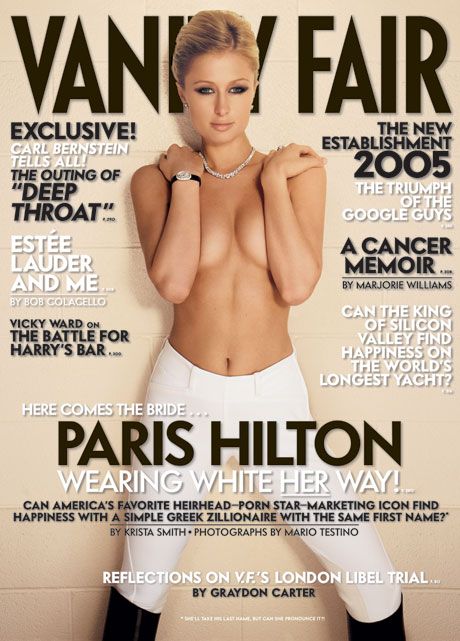 VANITY FAIR
EXCLUSIVE!
CARL BERNSTEIN
TELLS ALL!
THE OUTING OF
"DEEP
THROAT"
ESTÉE
LAUDER
AND ME
BY BOB COLACELLO
VICKY WARD ON
THE BATTLE FOR
HARRY'S BAR
THE NEW
ESTABLISHMENT
2005
THE TRIUMPH
OF THE
GOOGLE GUYS
A CANCER
MEMOIR
BY MARJORIE WILLIAMS
CAN THE KING
OF SILICON
VALLEY FIND
HAPPINESS ON
THE WORLD'S
LONGEST YACHT?
HERE COMES THE BRIDE . . .
PARIS HILTON
WEARING WHITE HER WAY!
CAN AMERICA'S FAVORITE HEIRHEAD–PORN STAR–MARKETING ICON FIND
HAPPINESS WITH A SIMPLE GREEK ZILLIONAIRE WITH THE SAME FIRST NAME?*
BY KRISTA SMITH • PHOTOGRAPHS BY MARIO TESTINO
REFLECTIONS ON V.F.'S LONDON LIBEL TRIAL
BY GRAYDON CARTER
* SHE'LL TAKE HIS LAST NAME, BUT CAN SHE PRONOUNCE IT?!